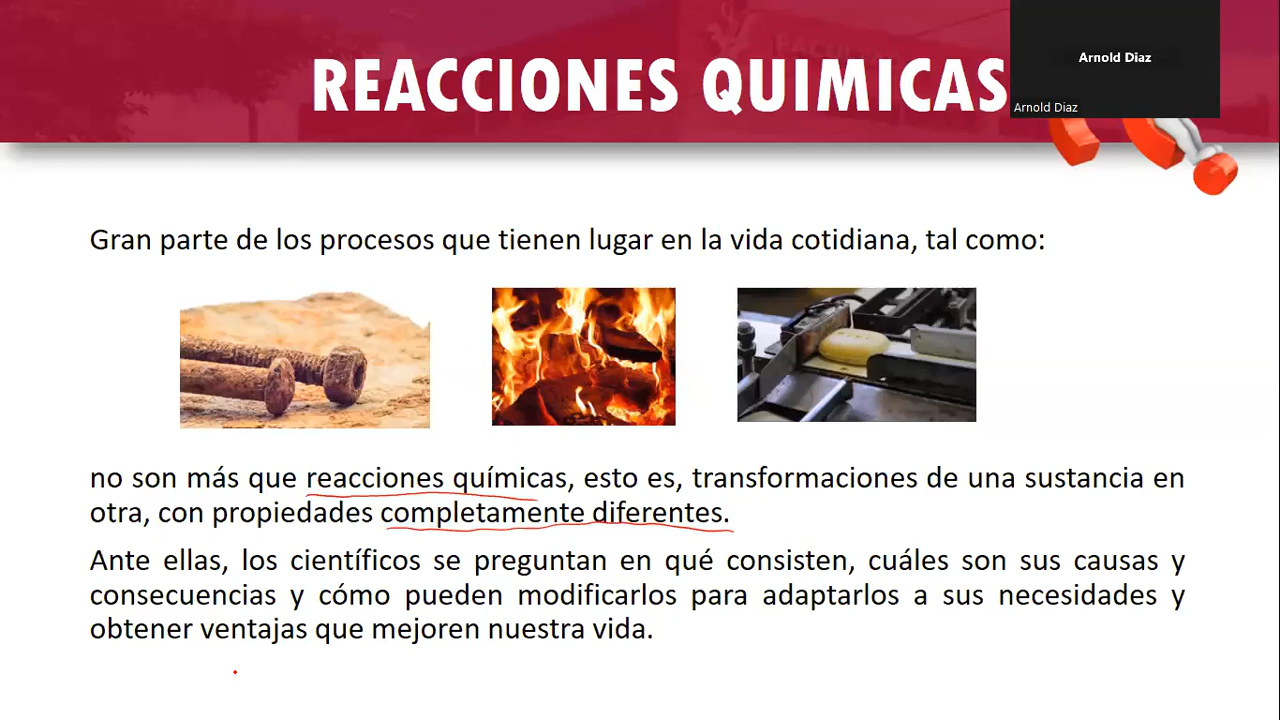 REACCIONES QUIMICAS
Arnold Diaz
Arnold Diaz
Gran parte de los procesos que tienen lugar en la vida cotidiana, tal como:
no son más que reacciones químicas, esto es, transformaciones de una sustancia en
otra, con propiedades completamente diferentes.
Ante ellas, los científicos se preguntan en qué consisten, cuáles son sus causas y
consecuencias y cómo pueden modificarlos para adaptarlos a sus necesidades y
obtener ventajas que mejoren nuestra vida.